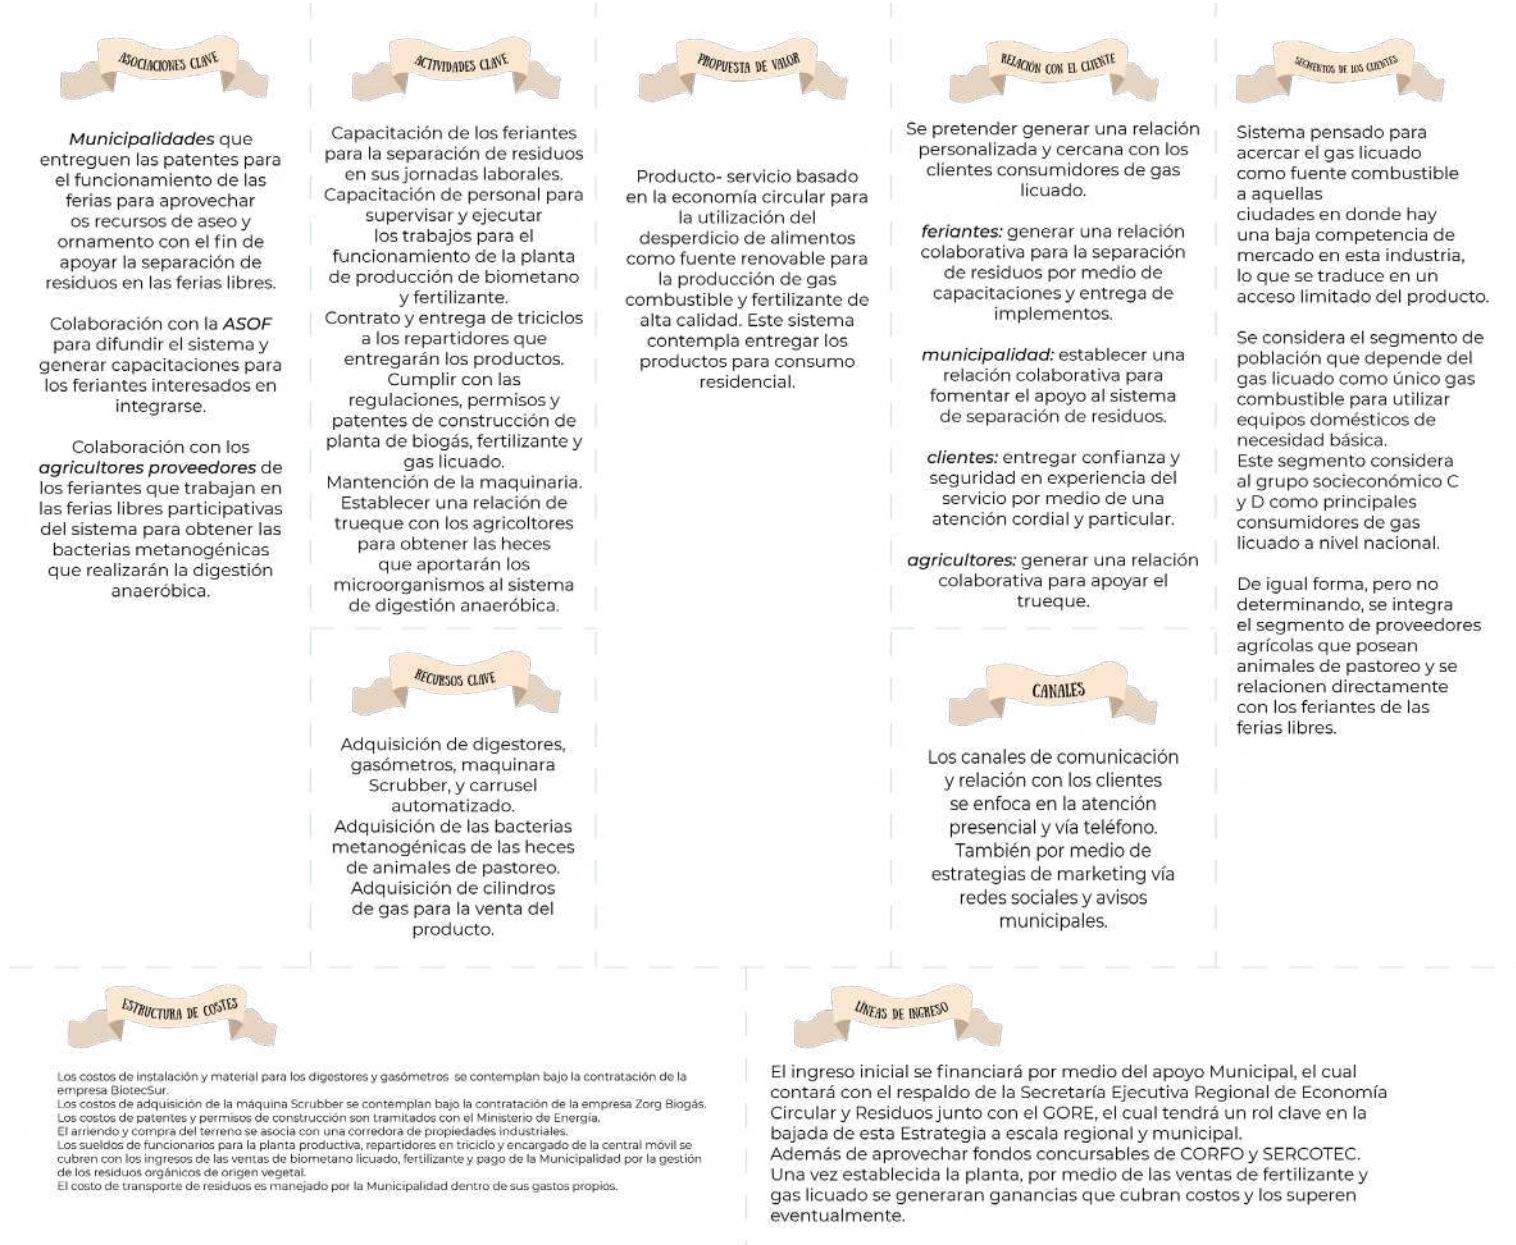 ASOCIACIONES CLAVE
Municipalidades que
entreguen las patentes para
el funcionamiento de las
ferias para aprovechar
os recursos de aseo y
ornamento con el fin de
apoyar la separación de
residuos en las ferias libres.
Colaboración con la ASOF
para difundir el sistema y
generar capacitaciones para
los feriantes interesados en
integrarse.
Colaboración con los
agricultores proveedores de
los feriantes que trabajan en
las ferias libres participativas
del sistema para obtener las
bacterias metanogénicas
que realizarán la digestión
anaeróbica.
ACTIVIDADES CLAVE
Capacitación de los feriantes
para la separación de residuos
en sus jornadas laborales.
Capacitación de personal para
supervisar y ejecutar
los trabajos para el
funcionamiento de la planta
de producción de biometano
y fertilizante.
Contrato y entrega de triciclos
a los repartidores que
entregarán los productos.
Cumplir con las
regulaciones, permisos y
patentes de construcción de
planta de biogás, fertilizante y
gas licuado.
Mantención de la maquinaria.
Establecer una relación de
trueque con los agricoltores
para obtener las heces
que aportarán los
microorganismos al sistema
de digestión anaeróbica.
RECURSOS CLAVE
Adquisición de digestores,
gasómetros, maquinara
Scrubber, y carrusel
automatizado.
Adquisición de las bacterias
metanogénicas de las heces
de animales de pastoreo.
Adquisición de cilindros
de gas para la venta del
producto.
PROPUESTA DE VALOR
Producto- servicio basado
en la economía circular para
la utilización del
desperdicio de alimentos
como fuente renovable para
la producción de gas
combustible y fertilizante de
alta calidad. Este sistema
contempla entregar los
productos para consumo
residencial.
RELACIÓN CON EL CLIENTE
Se pretender generar una relación
personalizada y cercana con los
clientes consumidores de gas
licuado.
feriantes: generar una relación
colaborativa para la separación
de residuos por medio de
capacitaciones y entrega de
implementos.
municipalidad: establecer una
relación colaborativa para
fomentar el apoyo al sistema
de separación de residuos.
clientes: entregar confianza y
seguridad en experiencia del
servicio por medio de una
atención cordial y particular.
agricultores: generar una relación
colaborativa para apoyar el
trueque.
CANALES
Los canales de comunicación
y relación con los clientes
se enfoca en la atención
presencial y vía teléfono.
También por medio de
estrategias de marketing vía
redes sociales y avisos
municipales.
SEGMENTOS DE LOS CLIENTES
Sistema pensado para
acercar el gas licuado
como fuente combustible
a aquellas
ciudades en donde hay
una baja competencia de
mercado en esta industria,
lo que se traduce en un
acceso limitado del producto.
Se considera el segmento de
población que depende del
gas licuado como único gas
combustible para utilizar
equipos domésticos de
necesidad básica.
Este segmento considera
al grupo socieconómico C
y D como principales
consumidores de gas
licuado a nivel nacional.
De igual forma, pero no
determinando, se integra
el segmento de proveedores
agrícolas que posean
animales de pastoreo y se
relacionen directamente
con los feriantes de las
ferias libres.
ESTRUCTURA DE COSTES
Los costos de instalación y material para los digestores y gasómetros se contemplan bajo la contratación de la
empresa BiotecSur.
Los costos de adquisición de la máquina Scrubber se contemplan bajo la contratación de la empresa Zorg Biogás.
Los costos de patentes y permisos de construcción son tramitados con el Ministerio de Energía.
El arriendo y compra del terreno se asocia con una corredora de propiedades industriales.
Los sueldos de funcionarios para la planta productiva, repartidores en triciclo y encargado de la central móvil se
cubren con los ingresos de las ventas de biometano licuado, fertilizante y pago de la Municipalidad por la gestión
de los residuos orgánicos de origen vegetal.
El costo de transporte de residuos es manejado por la Municipalidad dentro de sus gastos propios.
LÍNEAS DE INGRESO
El ingreso inicial se financiará por medio del apoyo Municipal, el cual
contará con el respaldo de la Secretaría Ejecutiva Regional de Economía
Circular y Residuos junto con el GORE, el cual tendrá un rol clave en la
bajada de esta Estrategia a escala regional y municipal.
Además de aprovechar fondos concursables de CORFO y SERCOTEC.
Una vez establecida la planta, por medio de las ventas de fertilizante y
gas licuado se generaran ganancias que cubran costos y los superen
eventualmente.